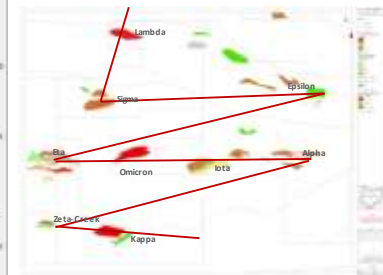 Lambda
Epsilon
Sigma
Eta
Alpha
Omicron
Iota
Zeta-Creek
Kappa